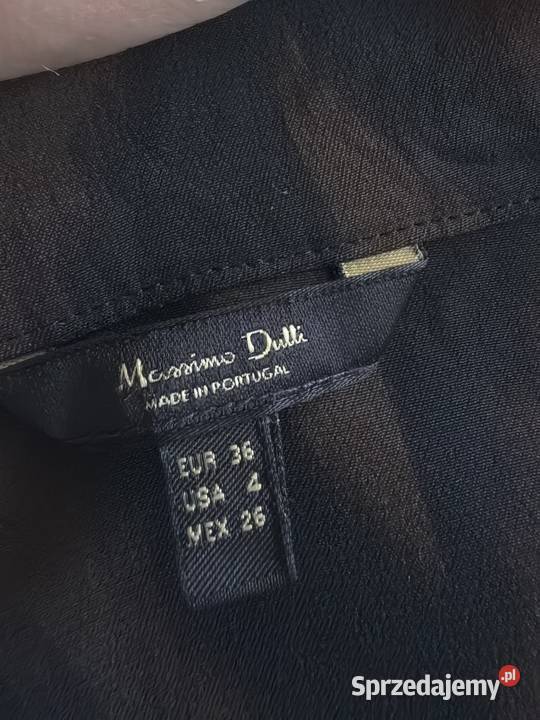 Massimo Dutti
MADE IN PORTUGAL
EUR 36
USA 4
MEX 26
Sprzedajemy.pl